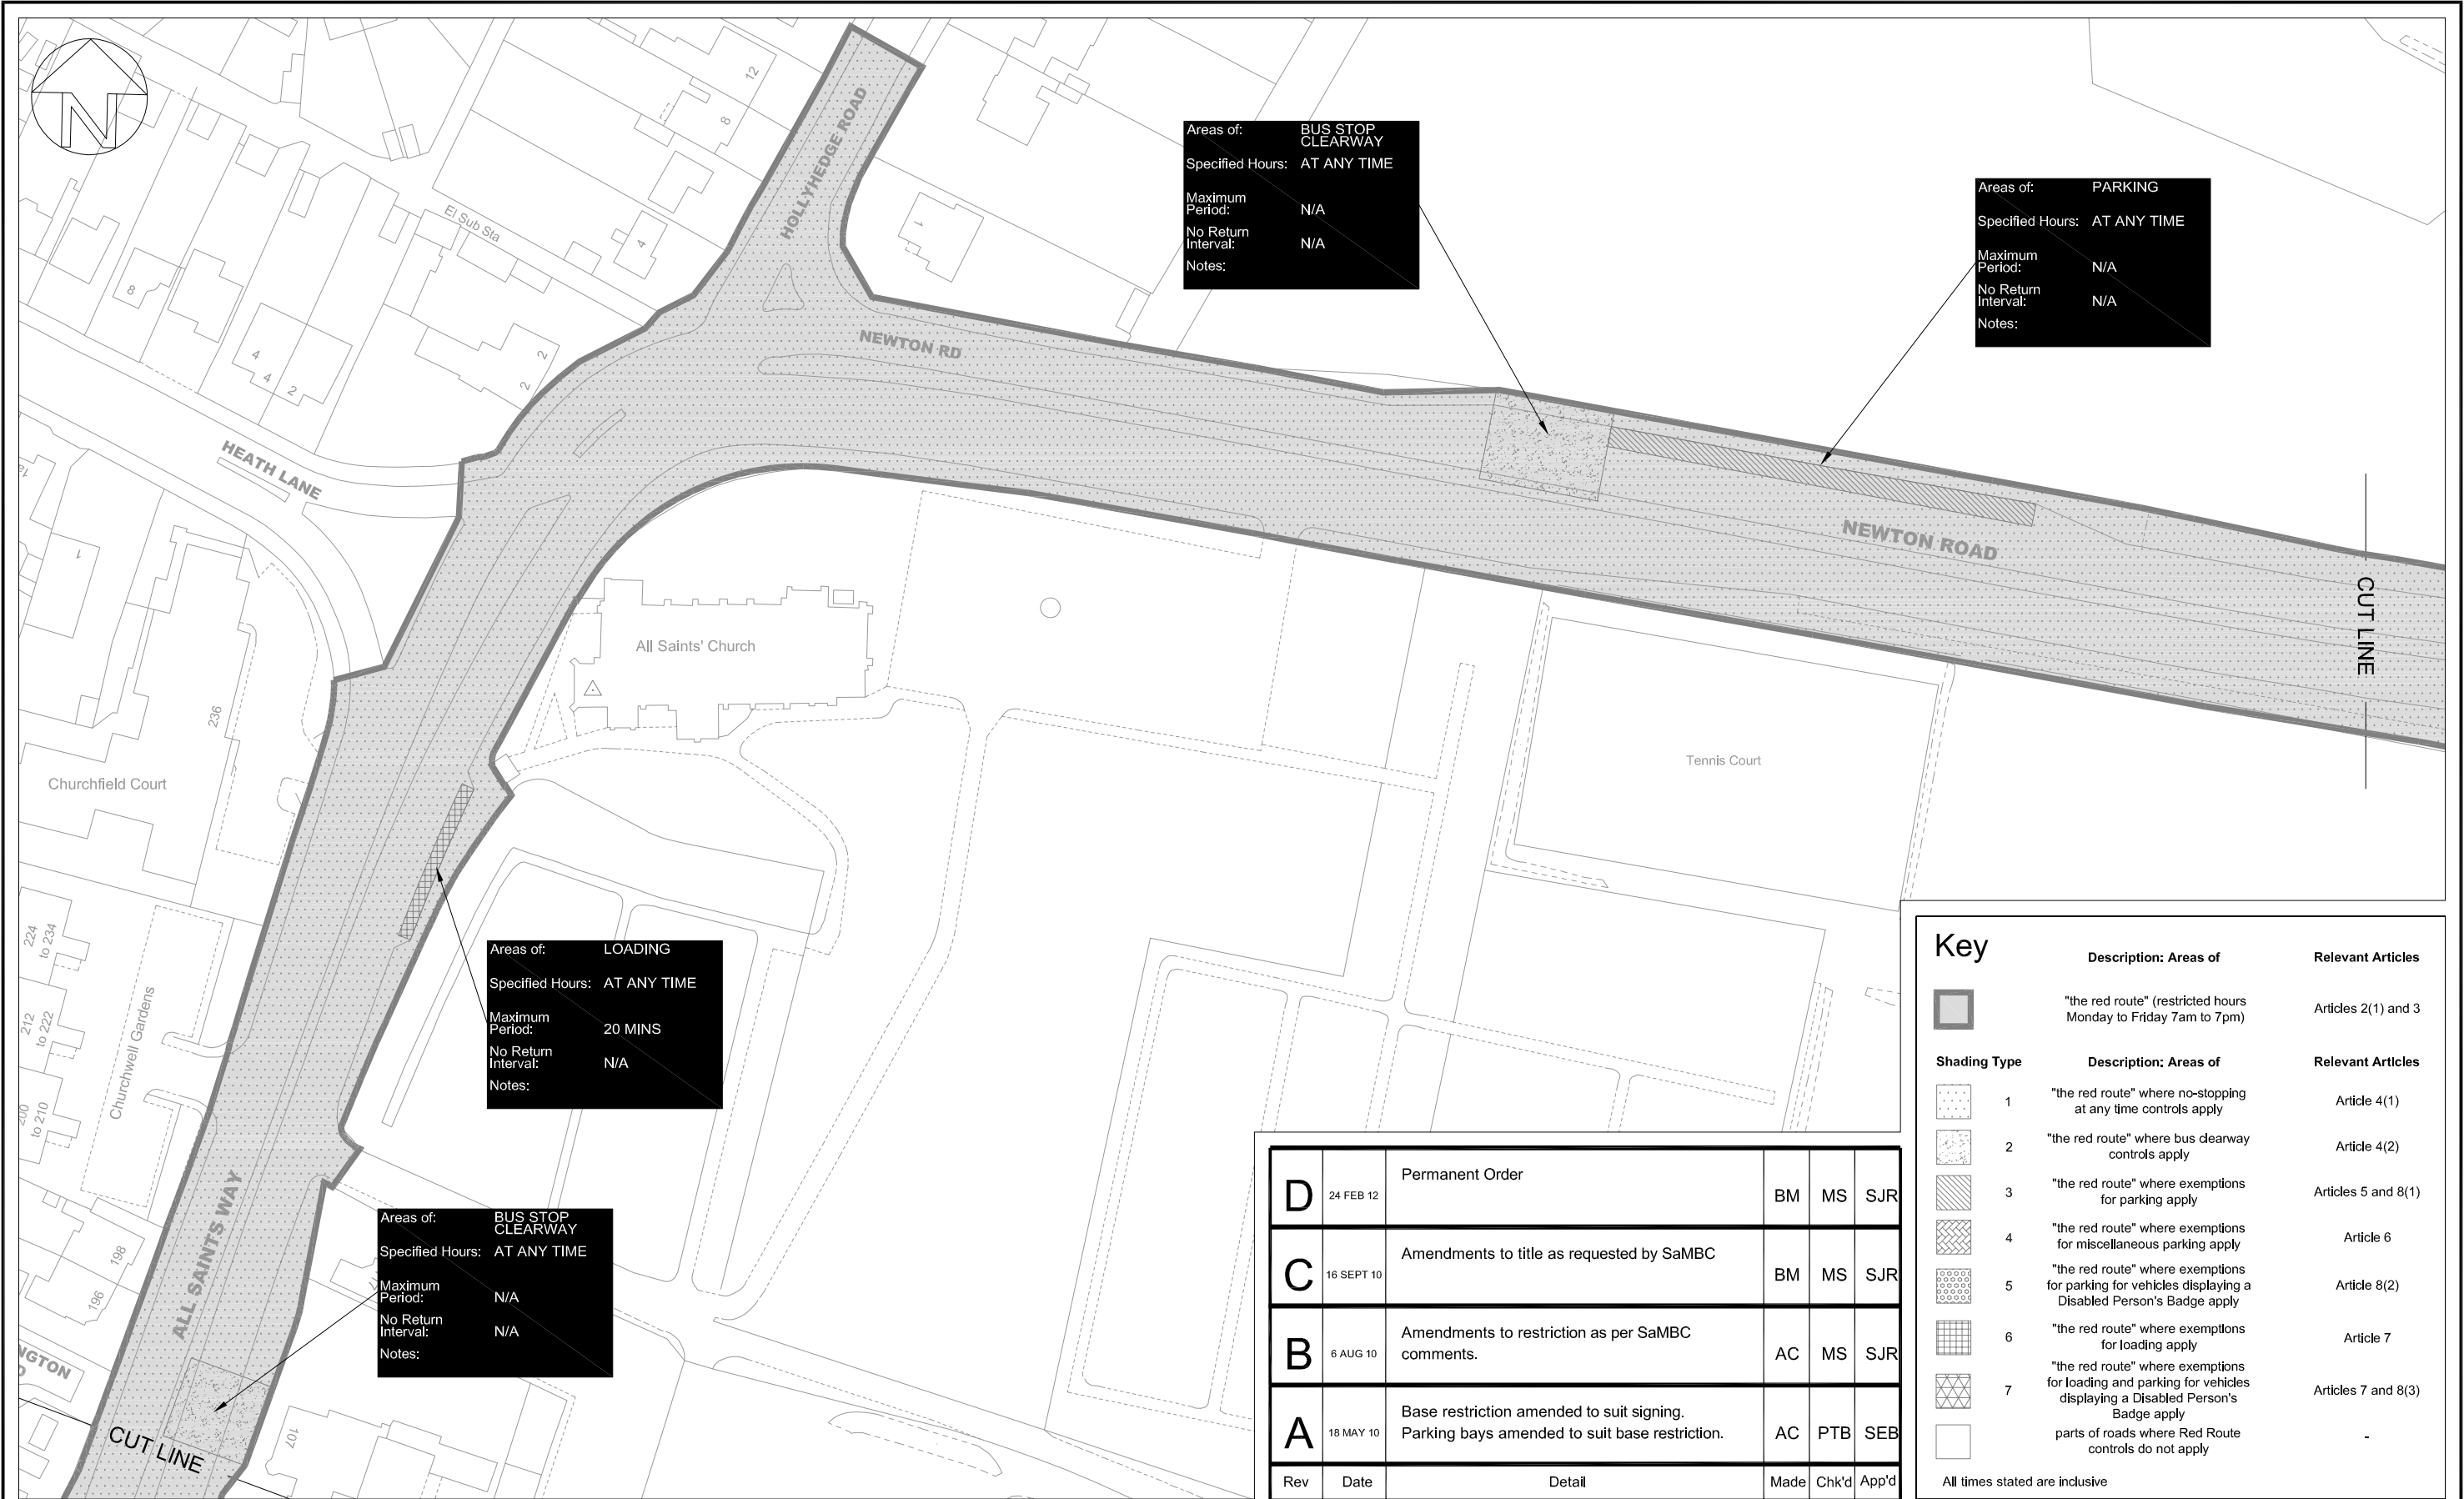 N
12
8
HOLLYHEDGE ROAD
El Sub Sta
4
1
8
4
4
2
2
2
NEWTON RD
HEATH LANE
Areas of: BUS STOP
CLEARWAY
Specified Hours: AT ANY TIME
Maximum
Period: N/A
No Return
Interval: N/A
Notes:
Areas of: PARKING
Specified Hours: AT ANY TIME
Maximum
Period: N/A
No Return
Interval: N/A
Notes:
NEWTON ROAD
CUT LINE
1
All Saints' Church
236
Churchfield Court
Tennis Court
224
to 234
212
to 222
to 210
Churchwell Gardens
Areas of: LOADING
Specified Hours: AT ANY TIME
Maximum
Period: 20 MINS
No Return
Interval: N/A
Notes:
ALL SAINTS WAY
198
196
Areas of: BUS STOP
CLEARWAY
Specified Hours: AT ANY TIME
Maximum
Period: N/A
No Return
Interval: N/A
Notes:
107
CUT LINE
Key
Description: Areas of Relevant Articles
"the red route" (restricted hours
Monday to Friday 7am to 7pm) Articles 2(1) and 3
Shading Type Description: Areas of Relevant Articles
1 "the red route" where no-stopping
at any time controls apply Article 4(1)
2 "the red route" where bus clearway
controls apply Article 4(2)
3 "the red route" where exemptions
for parking apply Articles 5 and 8(1)
4 "the red route" where exemptions
for miscellaneous parking apply Article 6
5 "the red route" where exemptions
for parking for vehicles displaying a
Disabled Person's Badge apply Article 8(2)
6 "the red route" where exemptions
for loading apply Article 7
7 "the red route" where exemptions
for loading and parking for vehicles
displaying a Disabled Person's
Badge apply Articles 7 and 8(3)
parts of roads where Red Route
controls do not apply -
All times stated are inclusive
D 24 FEB 12 Permanent Order BM MS SJR
C 16 SEPT 10 Amendments to title as requested by SaMBC BM MS SJR
B 6 AUG 10 Amendments to restriction as per SaMBC
comments. AC MS SJR
A 18 MAY 10 Base restriction amended to suit signing.
Parking bays amended to suit base restriction. AC PTB SEB
Rev Date Detail Made Chk'd App'd